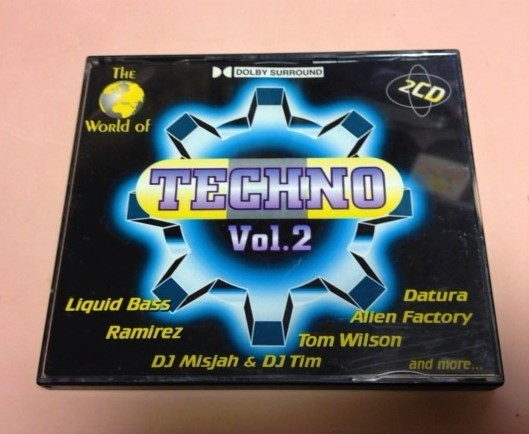 The
World of
DOLBY SURROUND
2CD
TECHNO
Vol.2
Liquid Bass
Ramirez
DJ Misjah & DJ Tim
Datura
Alien Factory
Tom Wilson
and more...